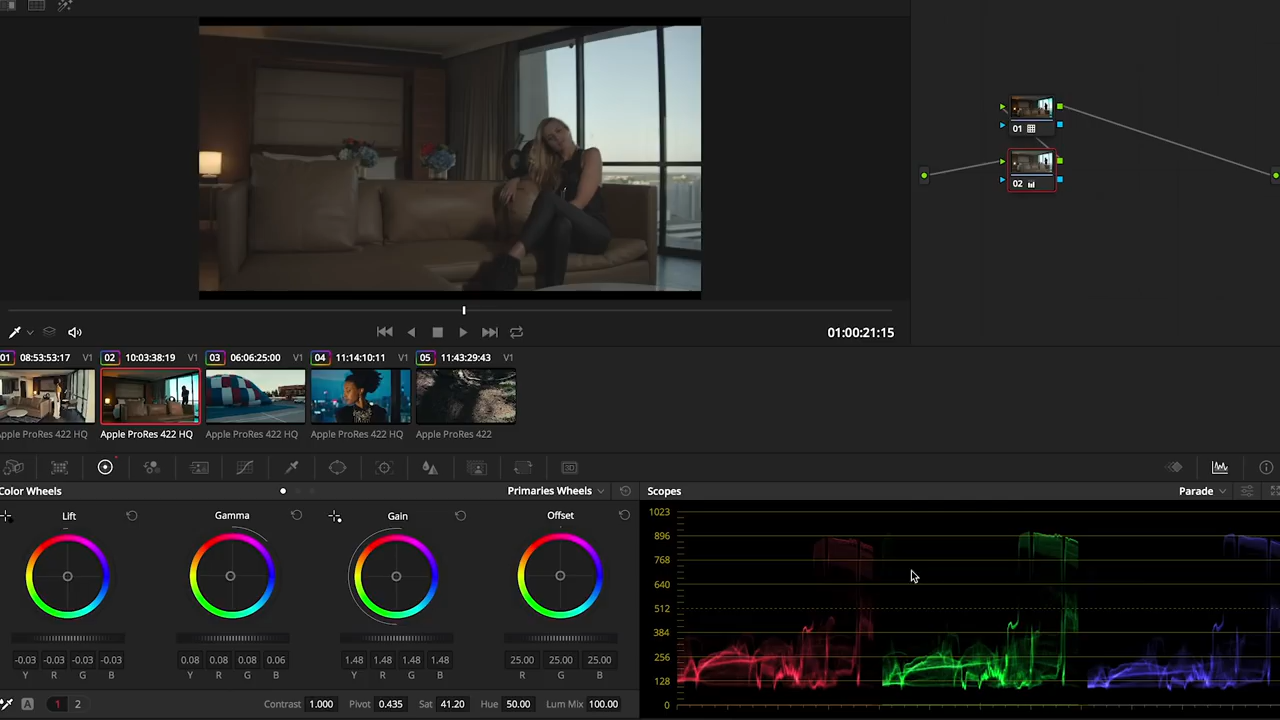 01
02
01:00:21:15
01 08:53:53:17 V1
02 10:03:38:19 V1
03 06:06:25:00 V1
04 11:14:10:11 V1
05 11:43:29:43 V1
Apple ProRes 422 HQ
Apple ProRes 422 HQ
Apple ProRes 422 HQ
Apple ProRes 422 HQ
Apple ProRes 422
3D
Color Wheels
Primaries Wheels
Lift
Gamma
Gain
Offset
-0.03 -0.03 -0.03 -0.03
Y R G B
0.08 0.08 0.08 0.06
Y R G B
1.48 1.48 1.48 1.48
Y R G B
25.00 25.00 25.00
R G B
A 1 2
Contrast 1.000 Pivot 0.435 Sat 41.20 Hue 50.00 Lum Mix 100.00
Scopes
Parade
1023
896
768
640
512
384
256
128
0